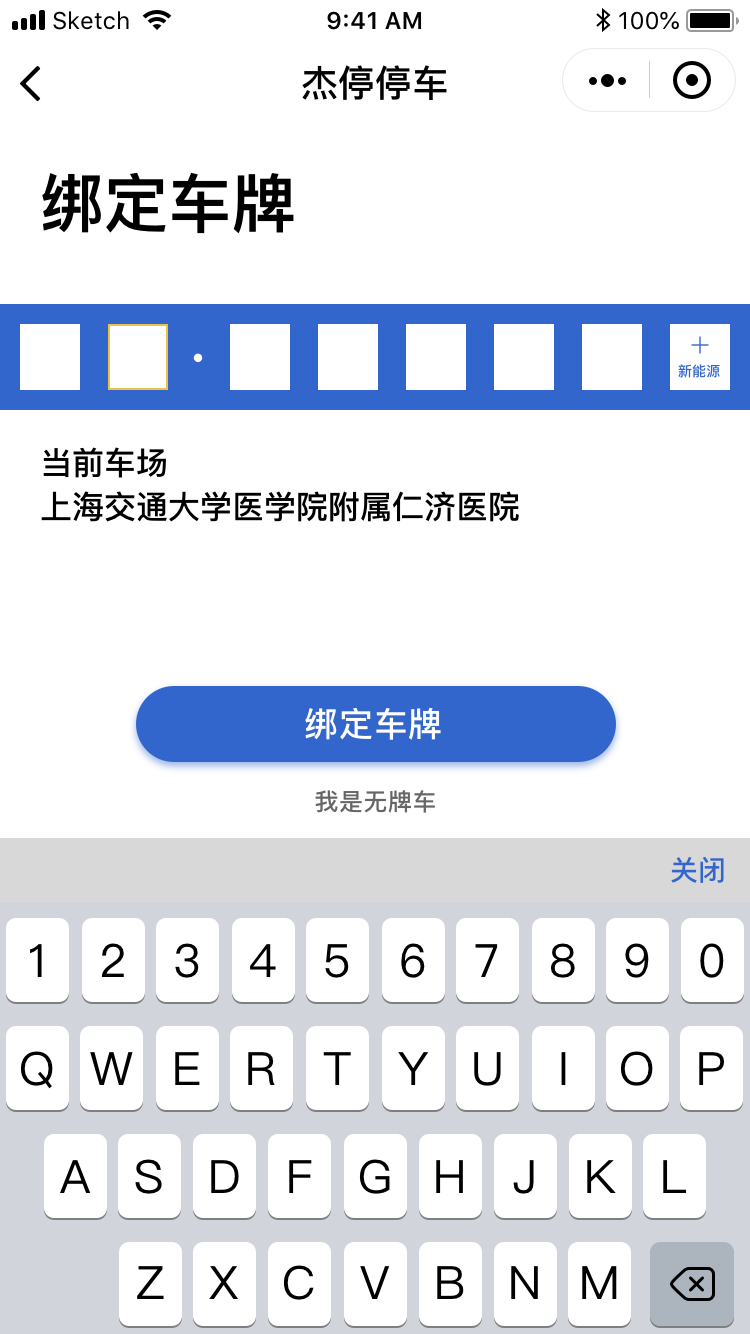 Sketch 9:41 AM 100%
杰停停车
绑定车牌
新能源
当前车场
上海交通大学医学院附属仁济医院
绑定车牌
我是无牌车
关闭
1 2 3 4 5 6 7 8 9 0
Q W E R T Y U I O P
A S D F G H J K L
Z X C V B N M